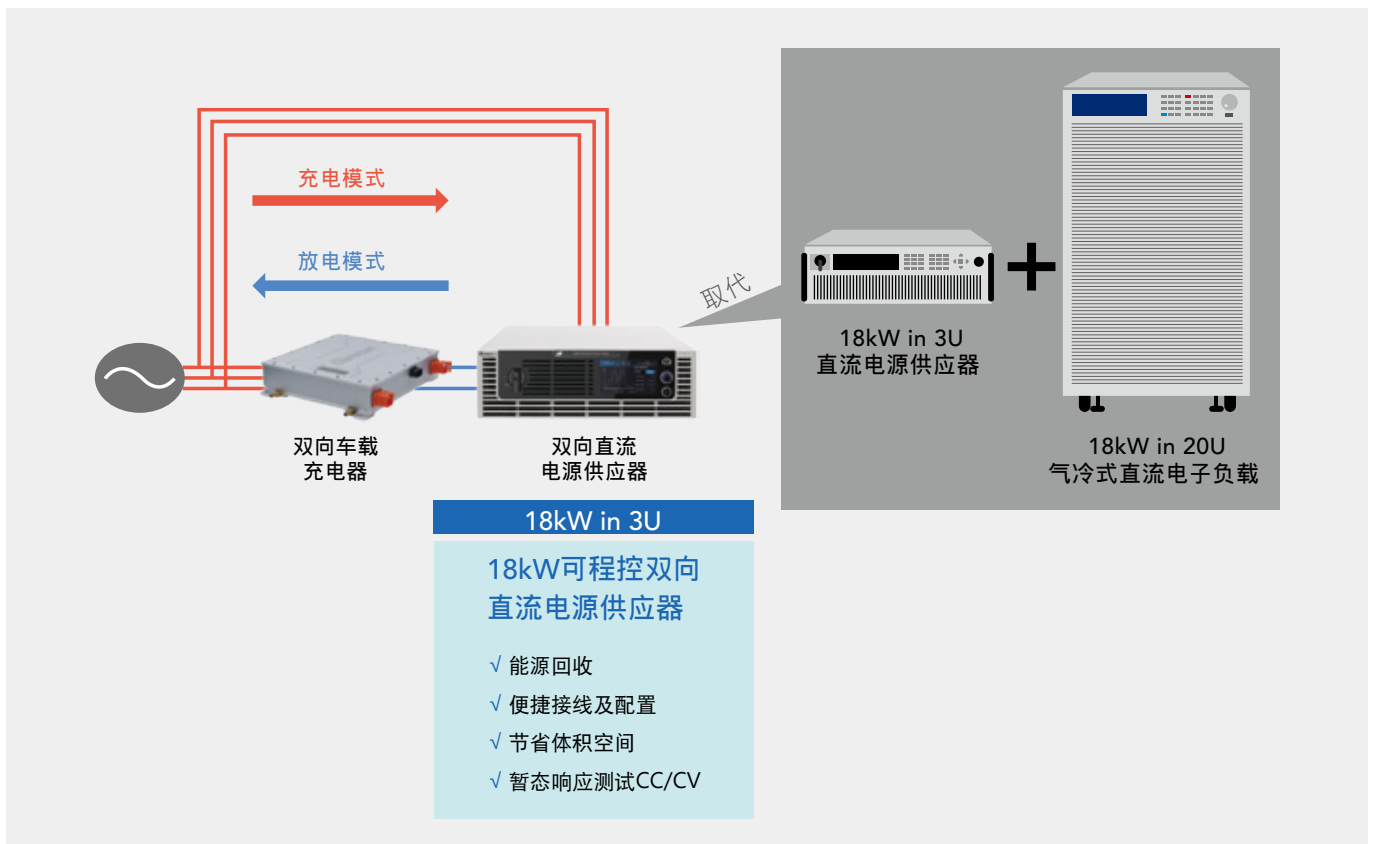 充电模式
放电模式
取代
18kW in 3U
直流电源供应器
18kW in 20U
气冷式直流电子负载
双向车载
充电器
双向直流
电源供应器
18kW in 3U
18kW可程控双向
直流电源供应器
√ 能源回收
√ 便捷接线及配置
√ 节省体积空间
√ 暂态响应测试CC/CV